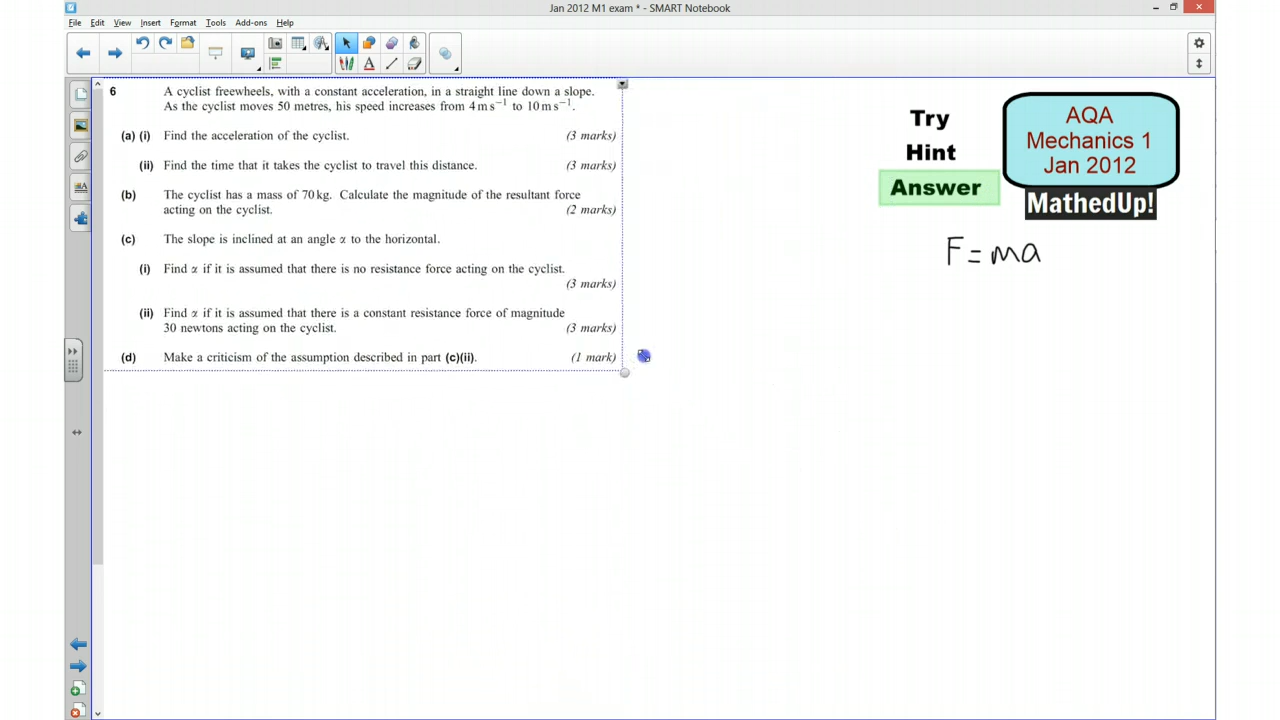 Jan 2012 M1 exam * - SMART Notebook
File Edit View Insert Format Tools Add-ons Help
6 A cyclist freewheels, with a constant acceleration, in a straight line down a slope.
As the cyclist moves 50 metres, his speed increases from 4 m s⁻¹ to 10 m s⁻¹.
(a) (i) Find the acceleration of the cyclist. (3 marks)
(ii) Find the time that it takes the cyclist to travel this distance. (3 marks)
(b) The cyclist has a mass of 70 kg. Calculate the magnitude of the resultant force
acting on the cyclist. (2 marks)
(c) The slope is inclined at an angle α to the horizontal.
(i) Find α if it is assumed that there is no resistance force acting on the cyclist.
(3 marks)
(ii) Find α if it is assumed that there is a constant resistance force of magnitude
30 newtons acting on the cyclist. (3 marks)
(d) Make a criticism of the assumption described in part (c)(ii). (1 mark)
Try
Hint
Answer
AQA
Mechanics 1
Jan 2012
MathedUp!
F = ma